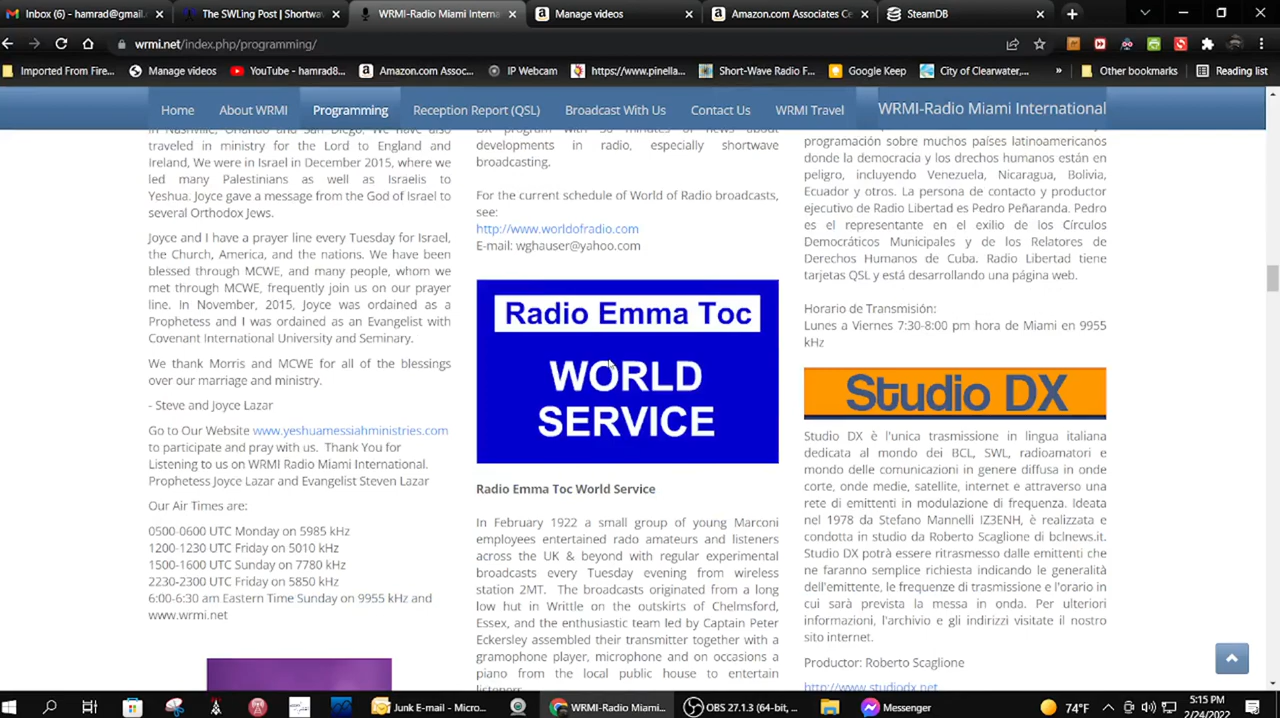 Inbox (6) - hamrad@gmail.
The SWLing Post | Shortwav
WRMI-Radio Miami Interna
Manage videos
Amazon.com Associates Ce
SteamDB
wrmi.net/index.php/programming/
Imported From Fire...
Manage videos
YouTube - hamrad8...
Amazon.com Assoc...
IP Webcam
https://www.pinella...
Short-Wave Radio F...
Google Keep
City of Clearwater,...
»
Other bookmarks
Reading list
Home
About WRMI
Programming
Reception Report (QSL)
Broadcast With Us
Contact Us
WRMI Travel
WRMI-Radio Miami International
in Nashville, Orlando and San Diego, We have also
traveled in ministry for the Lord to England and
Ireland, We were in Israel in December 2015, where we
led many Palestinians as well as Israelis to
Yeshua. Joyce gave a message from the God of Israel to
several Orthodox Jews.
Joyce and I have a prayer line every Tuesday for Israel,
the Church, America, and the nations. We have been
blessed through MCWE, and many people, whom we
met through MCWE, frequently join us on our prayer
line. In November, 2015, Joyce was ordained as a
Prophetess and I was ordained as an Evangelist with
Covenant International University and Seminary.
We thank Morris and MCWE for all of the blessings
over our marriage and ministry.
- Steve and Joyce Lazar
Go to Our Website www.yeshuamessiahministries.com
to participate and pray with us. Thank You for
Listening to us on WRMI Radio Miami International.
Prophetess Joyce Lazar and Evangelist Steven Lazar
Our Air Times are:
0500-0600 UTC Monday on 5985 kHz
1200-1230 UTC Friday on 5010 kHz
1500-1600 UTC Sunday on 7780 kHz
2230-2300 UTC Friday on 5850 kHz
6:00-6:30 am Eastern Time Sunday on 9955 kHz and
www.wrmi.net
DX program with 30 minutes of news about
developments in radio, especially shortwave
broadcasting.
For the current schedule of World of Radio broadcasts,
see:
http://www.worldofradio.com
E-mail: wghauser@yahoo.com
Radio Emma Toc
WORLD
SERVICE
Radio Emma Toc World Service
In February 1922 a small group of young Marconi
employees entertained rado amateurs and listeners
across the UK & beyond with regular experimental
broadcasts every Tuesday evening from wireless
station 2MT. The broadcasts originated from a long
low hut in Writtle on the outskirts of Chelmsford,
Essex, and the enthusiastic team led by Captain Peter
Eckersley assembled their transmitter together with a
gramophone player, microphone and on occasions a
piano from the local public house to entertain
listeners.
programación sobre muchos países latinoamericanos
donde la democracia y los drechos humanos están en
peligro, incluyendo Venezuela, Nicaragua, Bolivia,
Ecuador y otros. La persona de contacto y productor
ejecutivo de Radio Libertad es Pedro Peñaranda. Pedro
es el representante en el exilio de los Círculos
Democráticos Municipales y de los Relatores de
Derechos Humanos de Cuba. Radio Libertad tiene
tarjetas QSL y está desarrollando una página web.
Horario de Transmisión:
Lunes a Viernes 7:30-8:00 pm hora de Miami en 9955
kHz
Studio DX
Studio DX è l'unica trasmissione in lingua italiana
dedicata al mondo dei BCL, SWL, radioamatori e
mondo delle comunicazioni in genere diffusa in onde
corte, onde medie, satellite, internet e attraverso una
rete di emittenti in modulazione di frequenza. Ideata
nel 1978 da Stefano Mannelli IZ3ENH, è realizzata e
condotta in studio da Roberto Scaglione di bclnews.it.
Studio DX potrà essere ritrasmesso dalle emittenti che
ne faranno semplice richiesta indicando le generalità
dell'emittente, le frequenze di trasmissione e l'orario in
cui sarà prevista la messa in onda. Per ulteriori
informazioni, l'archivio e gli indirizzi visitate il nostro
sito internet.
Productor: Roberto Scaglione
http://www.studiodx.net
Junk E-mail - Micro...
WRMI-Radio Miami...
OBS 27.1.3 (64-bit, ...
Messenger
74°F
5:15 PM
2/24/2022